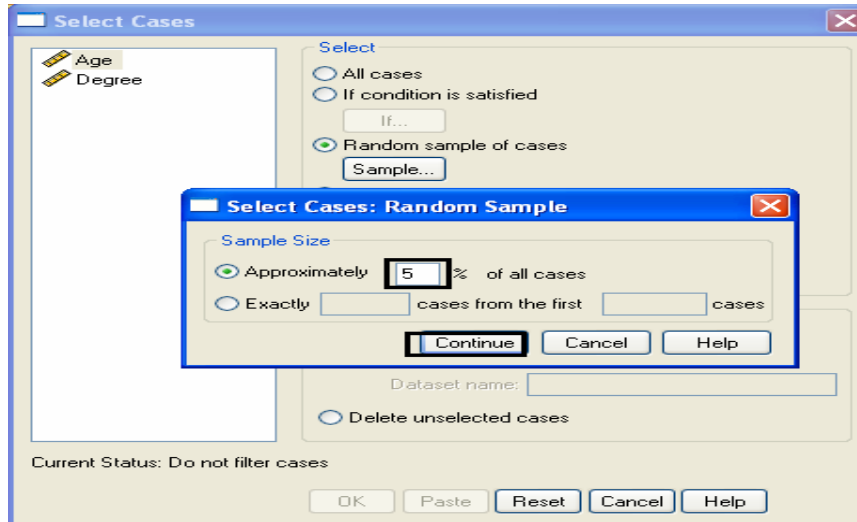 Select Cases
Age
Degree
Select
All cases
If condition is satisfied
If...
Random sample of cases
Sample...
Select Cases: Random Sample
Sample Size
Approximately 5 % of all cases
Exactly cases from the first cases
Continue Cancel Help
Dataset name:
Delete unselected cases
Current Status: Do not filter cases
OK Paste Reset Cancel Help